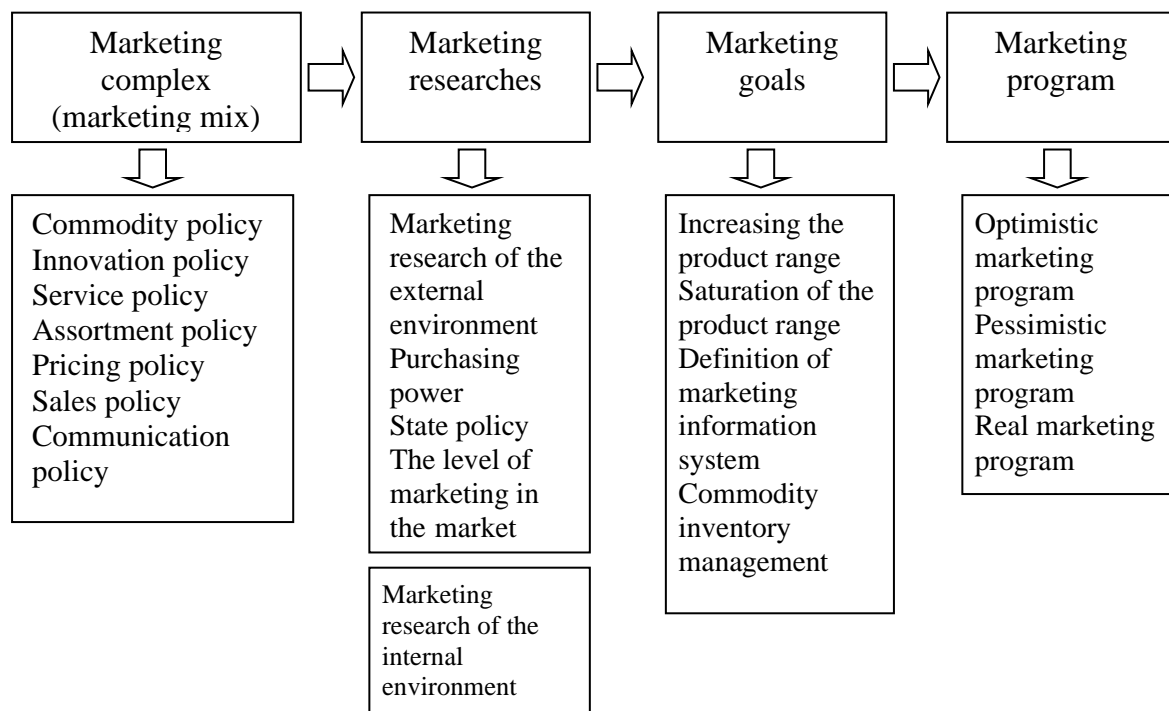 Marketing
complex
(marketing mix)
Marketing
researches
Marketing
goals
Marketing
program
Commodity policy
Innovation policy
Service policy
Assortment policy
Pricing policy
Sales policy
Communication
policy
Marketing
research of the
external
environment
Purchasing
power
State policy
The level of
marketing in
the market
Marketing
research of the
internal
environment
Increasing the
product range
Saturation of the
product range
Definition of
marketing
information
system
Commodity
inventory
management
Optimistic
marketing
program
Pessimistic
marketing
program
Real marketing
program